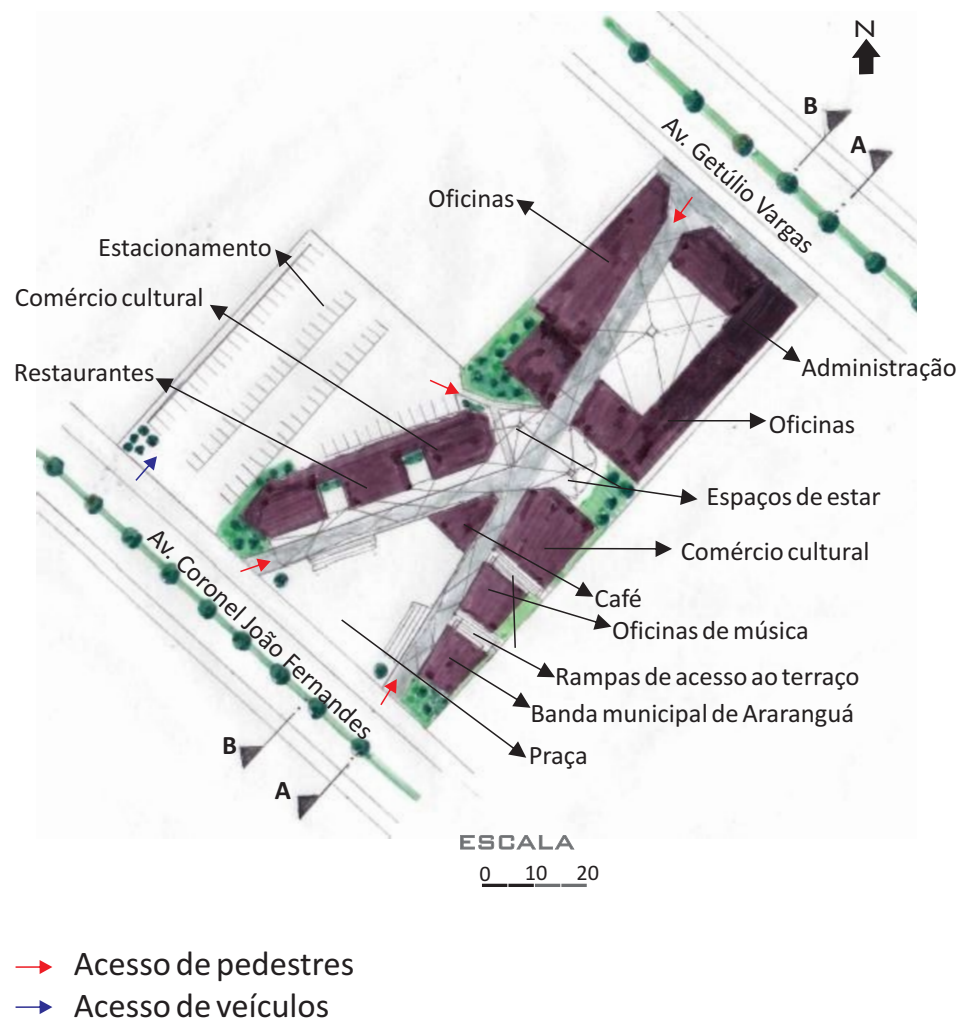 N
B
A
Av. Getúlio Vargas
Oficinas
Estacionamento
Comércio cultural
Restaurantes
Administração
Oficinas
Espaços de estar
Comércio cultural
Café
Oficinas de música
Rampas de acesso ao terraço
Banda municipal de Araranguá
Praça
Av. Coronel João Fernandes
B
A
ESCALA
0 10 20
Acesso de pedestres
Acesso de veículos